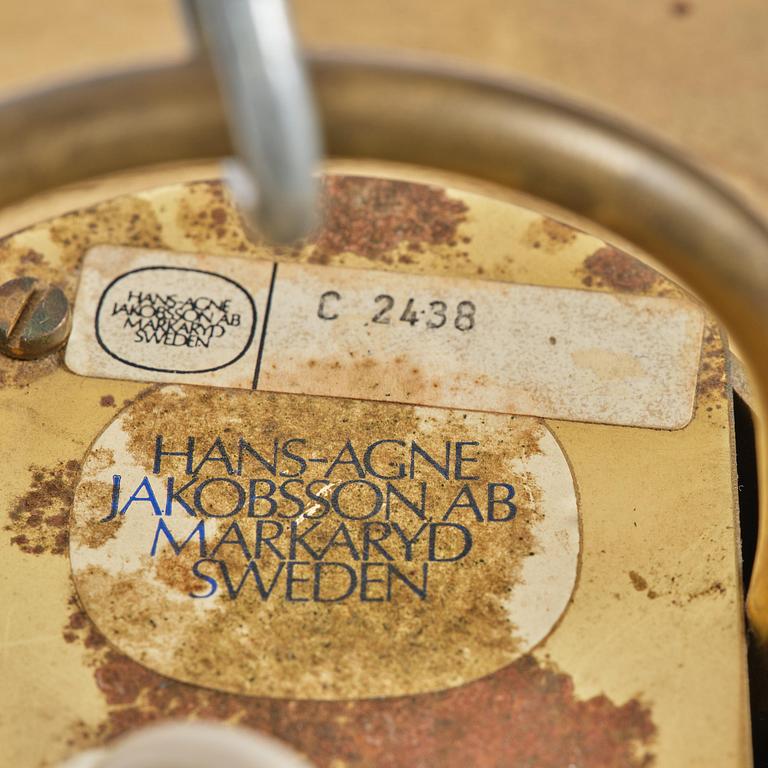 HANS-AGNE
JAKOBSSON AB
MARKARYD
SWEDEN
C 2438
HANS-AGNE
JAKOBSSON AB
MARKARYD
SWEDEN